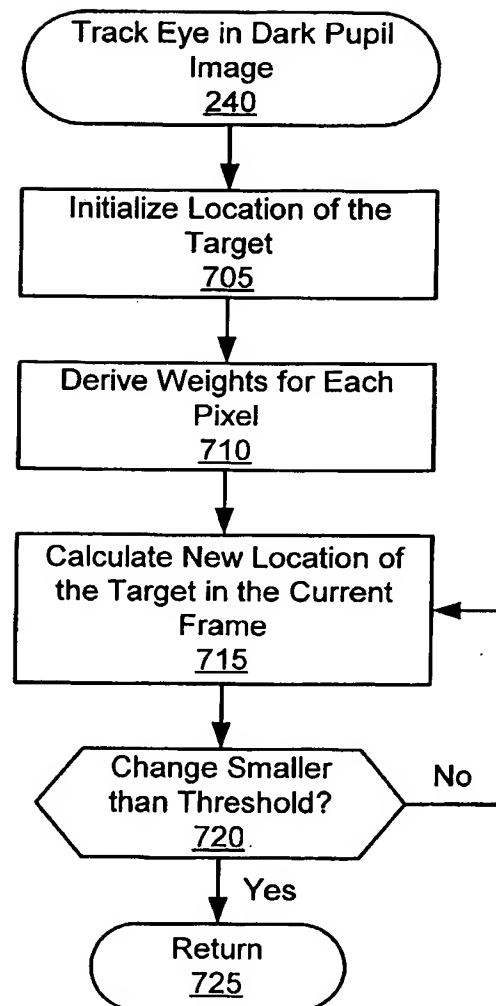 Track Eye in Dark Pupil
Image
240
Initialize Location of the
Target
705
Derive Weights for Each
Pixel
710
Calculate New Location of
the Target in the Current
Frame
715
Change Smaller
than Threshold?
720
No
Yes
Return
725